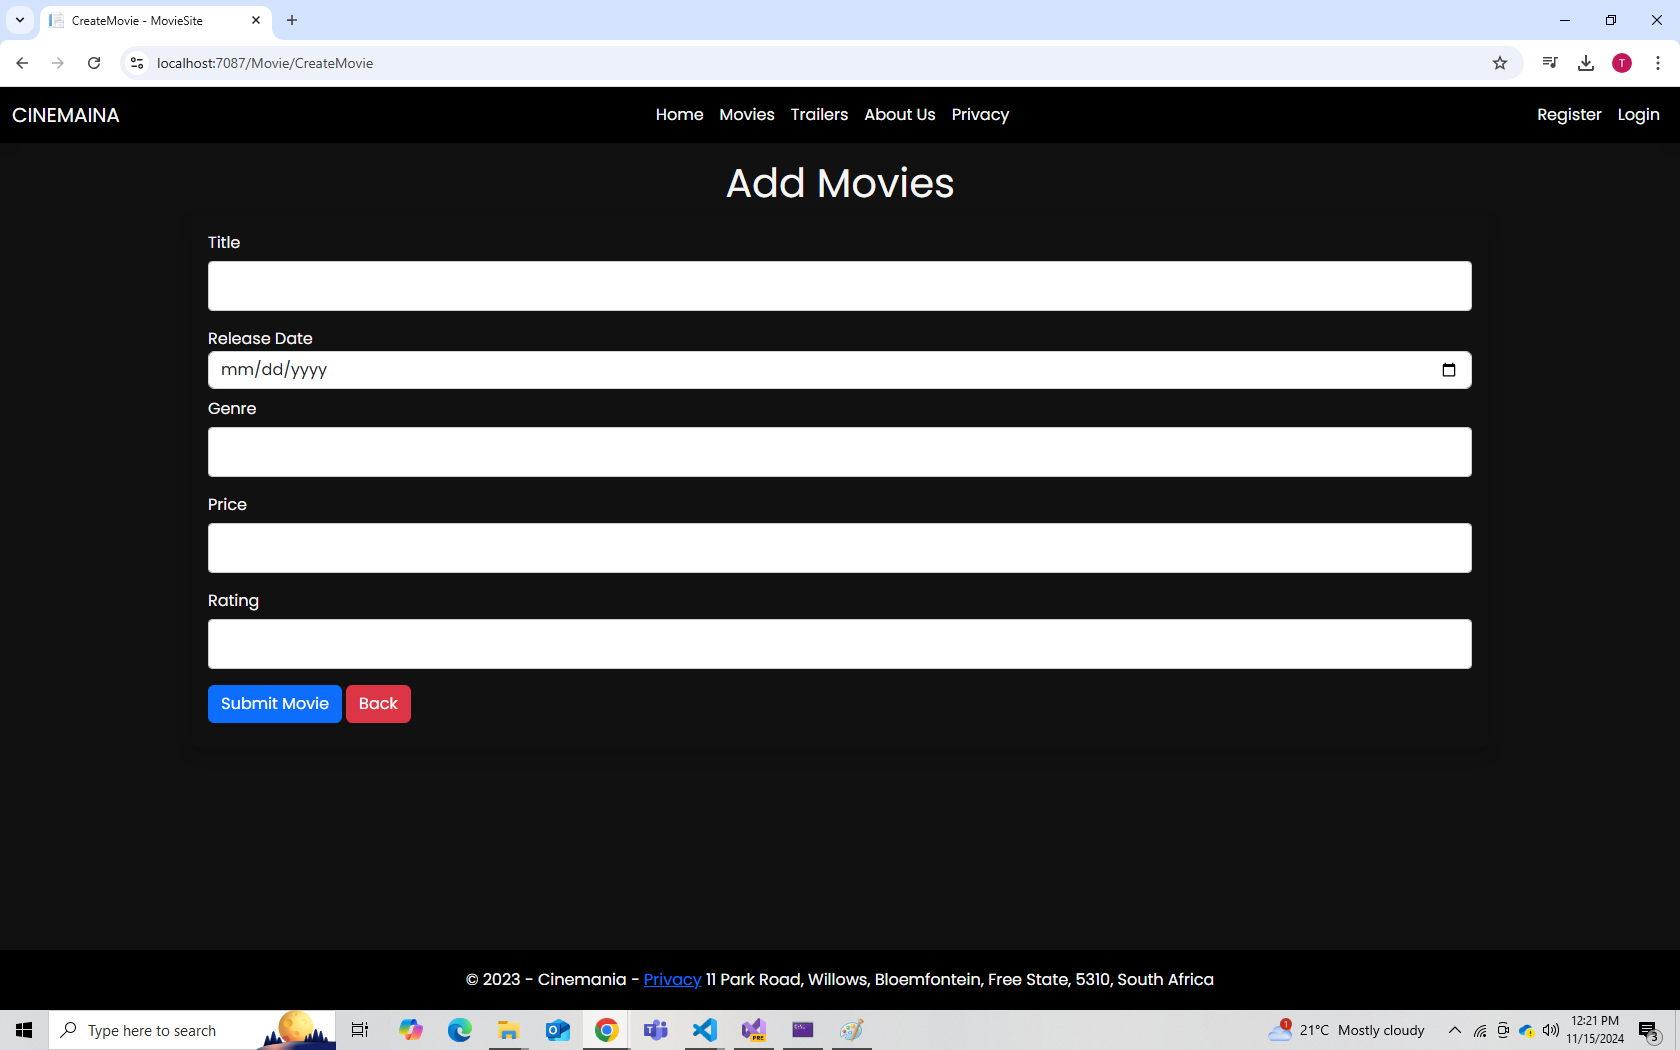 CreateMovie - MovieSite
localhost:7087/Movie/CreateMovie
T
CINEMAINA
Home Movies Trailers About Us Privacy
Register Login
Add Movies
Title
Release Date
mm/dd/yyyy
Genre
Price
Rating
Submit Movie Back
© 2023 - Cinemania - Privacy 11 Park Road, Willows, Bloemfontein, Free State, 5310, South Africa
Type here to search
PRE
1
21°C Mostly cloudy
12:21 PM
11/15/2024
3